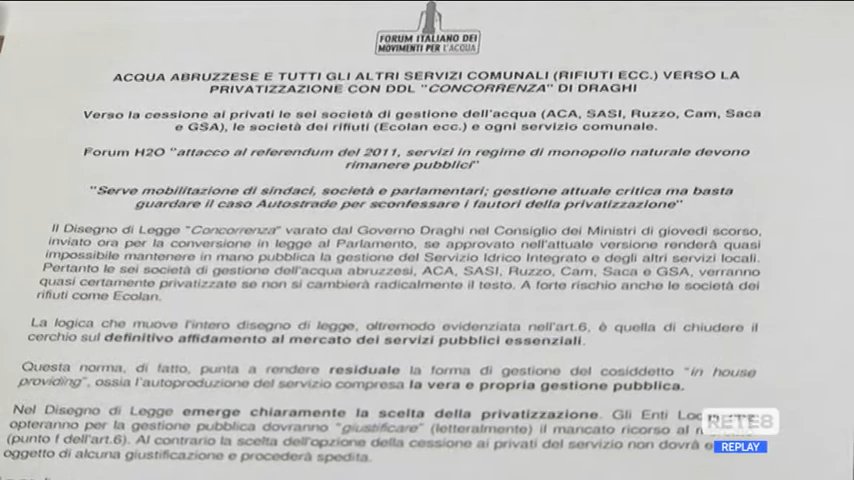 FORUM ITALIANO DEI
MOVIMENTI PER L'ACQUA
ACQUA ABRUZZESE E TUTTI GLI ALTRI SERVIZI COMUNALI (RIFIUTI ECC.) VERSO LA
PRIVATIZZAZIONE CON DDL "CONCORRENZA" DI DRAGHI
Verso la cessione ai privati le sei società di gestione dell'acqua (ACA, SASI, Ruzzo, Cam, Saca
e GSA), le società dei rifiuti (Ecolan ecc.) e ogni servizio comunale.
Forum H2O "attacco al referendum del 2011, servizi in regime di monopolio naturale devono
rimanere pubblici"
"Serve mobilitazione di sindaci, società e parlamentari; gestione attuale critica ma basta
guardare il caso Autostrade per sconfessare i fautori della privatizzazione"
Il Disegno di Legge "Concorrenza" varato dal Governo Draghi nel Consiglio dei Ministri di giovedì scorso,
inviato ora per la conversione in legge al Parlamento, se approvato nell'attuale versione renderà quasi
impossibile mantenere in mano pubblica la gestione del Servizio Idrico Integrato e degli altri servizi locali.
Pertanto le sei società di gestione dell'acqua abruzzesi, ACA, SASI, Ruzzo, Cam, Saca e GSA, verranno
quasi certamente privatizzate se non si cambierà radicalmente il testo. A forte rischio anche le società dei
rifiuti come Ecolan.
La logica che muove l'intero disegno di legge, oltremodo evidenziata nell'art.6, è quella di chiudere il
cerchio sul definitivo affidamento al mercato dei servizi pubblici essenziali.
Questa norma, di fatto, punta a rendere residuale la forma di gestione del cosiddetto "in house
providing", ossia l'autoproduzione del servizio compresa la vera e propria gestione pubblica.
Nel Disegno di Legge emerge chiaramente la scelta della privatizzazione. Gli Enti
opteranno per la gestione pubblica dovranno "giustificare" (letteralmente) il mancato ricorso al
(punto f dell'art.6). Al contrario la scelta dell'opzione della cessione ai privati del servizio non dovrà
oggetto di alcuna giustificazione e procederà spedita.
RETE8
REPLAY